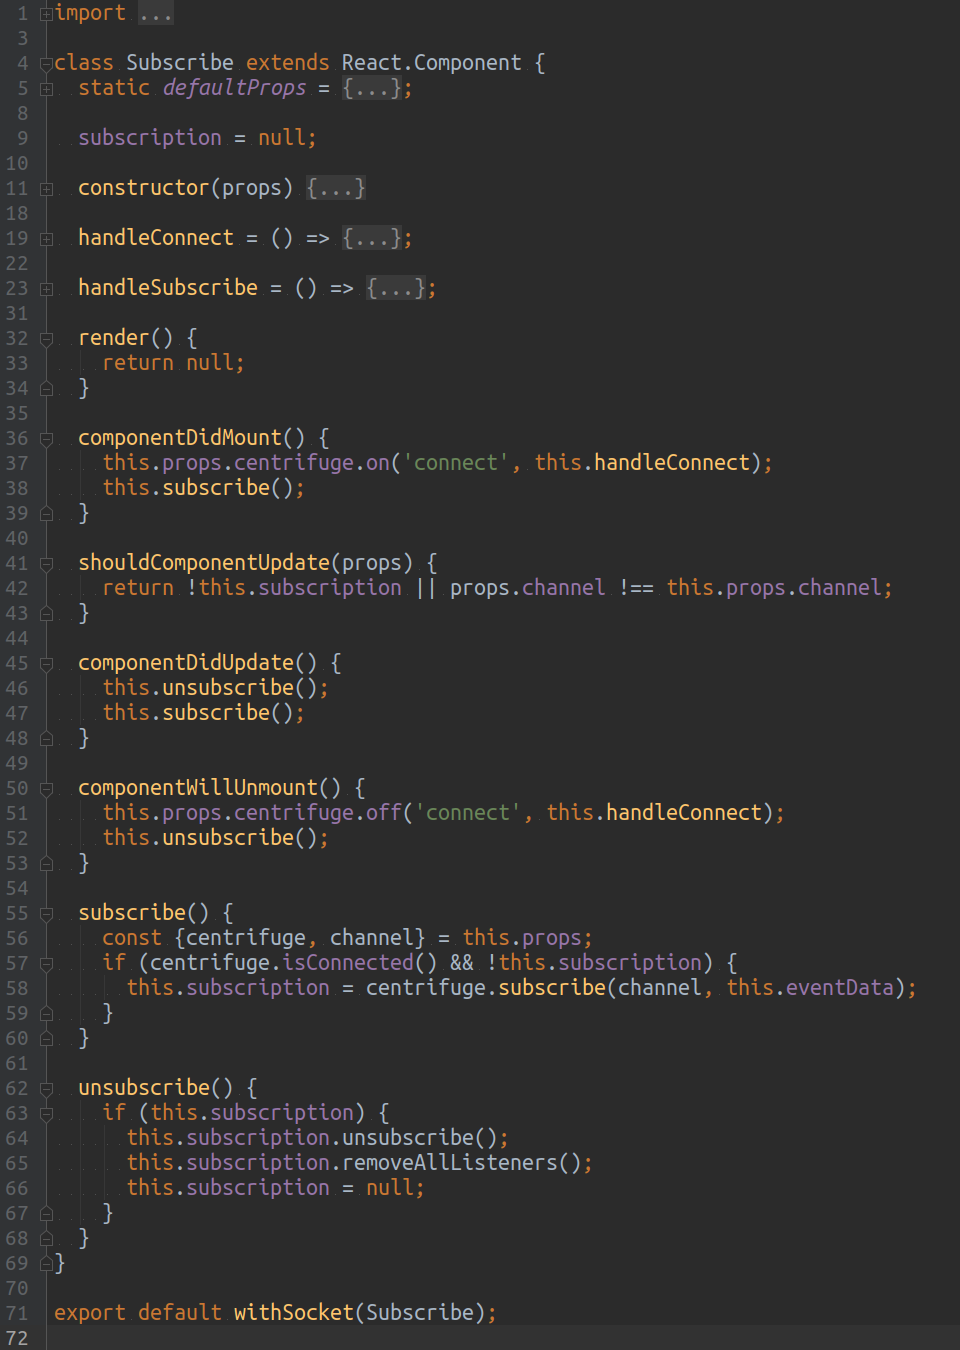 1 import ...
3
4 class Subscribe extends React.Component {
5   static defaultProps = {...};
8
9   subscription = null;
10
11   constructor(props) {...}
18
19   handleConnect = () => {...};
22
23   handleSubscribe = () => {...};
31
32   render() {
33     return null;
34   }
35
36   componentDidMount() {
37     this.props.centrifuge.on('connect', this.handleConnect);
38     this.subscribe();
39   }
40
41   shouldComponentUpdate(props) {
42     return !this.subscription || props.channel !== this.props.channel;
43   }
44
45   componentDidUpdate() {
46     this.unsubscribe();
47     this.subscribe();
48   }
49
50   componentWillUnmount() {
51     this.props.centrifuge.off('connect', this.handleConnect);
52     this.unsubscribe();
53   }
54
55   subscribe() {
56     const {centrifuge, channel} = this.props;
57     if (centrifuge.isConnected() && !this.subscription) {
58       this.subscription = centrifuge.subscribe(channel, this.eventData);
59     }
60   }
61
62   unsubscribe() {
63     if (this.subscription) {
64       this.subscription.unsubscribe();
65       this.subscription.removeAllListeners();
66       this.subscription = null;
67     }
68   }
69 }
70
71 export default withSocket(Subscribe);
72